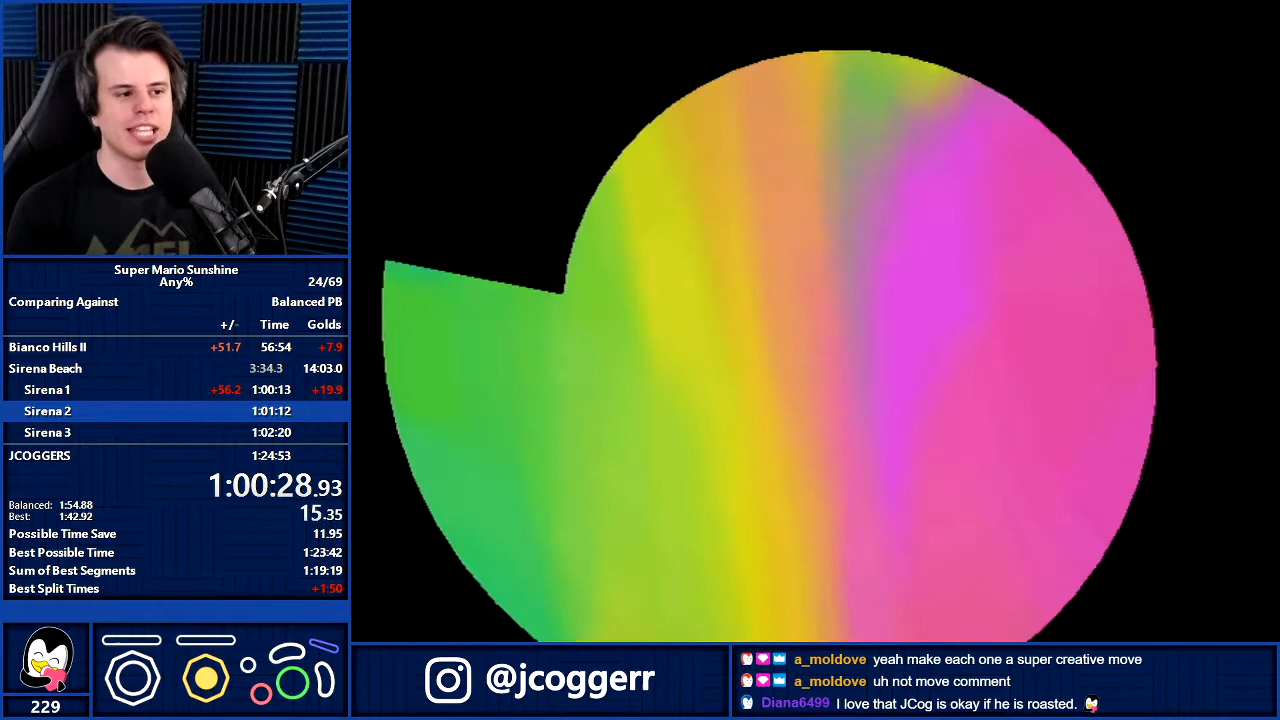 Super Mario Sunshine
Any% 24/69
Comparing Against Balanced PB
+/- Time Golds
Bianco Hills II +51.7 56:54 +7.9
Sirena Beach 3:34.3 14:03.0
Sirena 1 +56.2 1:00:13 +19.9
Sirena 2 1:01:12
Sirena 3 1:02:20
JCOGGERS 1:24:53
1:00:28.93
Balanced: 1:54.88
Best: 1:42.92 15.35
Possible Time Save 11.95
Best Possible Time 1:23:42
Sum of Best Segments 1:19:19
Best Split Times +1:50
229
@jcoggerr
a_moldove yeah make each one a super creative move
a_moldove uh not move comment
Diana6499 I love that JCog is okay if he is roasted.